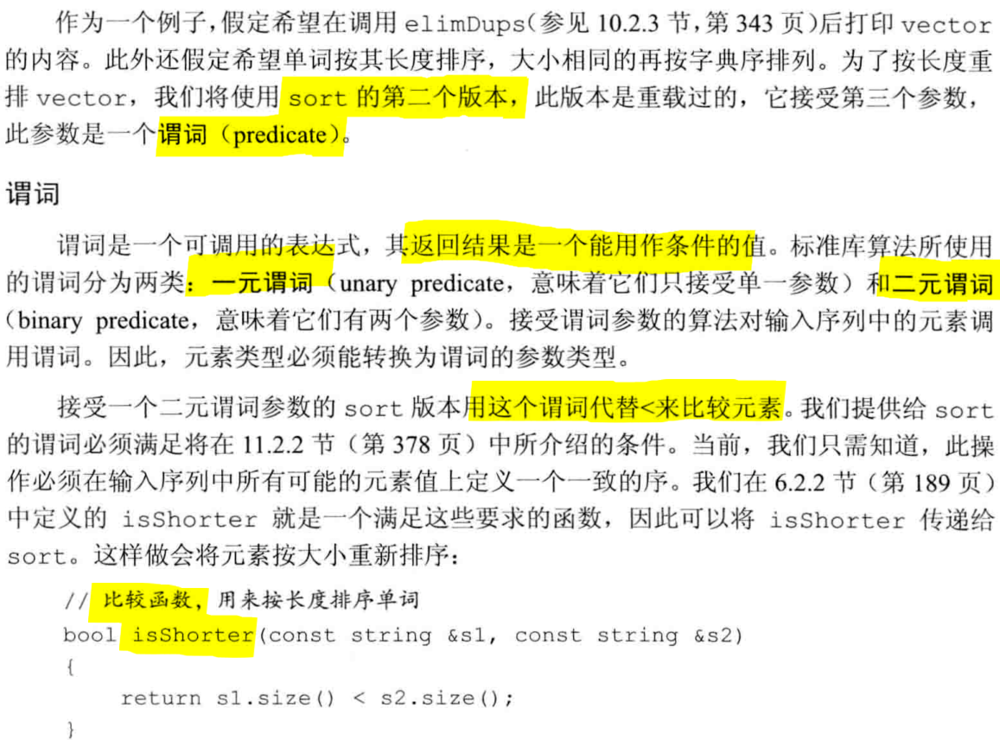 作为一个例子,假定希望在调用 elimDups(参见 10.2.3 节,第 343 页)后打印 vector
的内容。此外还假定希望单词按其长度排序，大小相同的再按字典序排列。为了按长度重
排 vector，我们将使用 sort 的第二个版本，此版本是重载过的，它接受第三个参数，
此参数是一个谓词（predicate）。
谓词
谓词是一个可调用的表达式，其返回结果是一个能用作条件的值。标准库算法所使用
的谓词分为两类：一元谓词（unary predicate，意味着它们只接受单一参数）和二元谓词
（binary predicate，意味着它们有两个参数）。接受谓词参数的算法对输入序列中的元素调
用谓词。因此，元素类型必须能转换为谓词的参数类型。
接受一个二元谓词参数的 sort 版本用这个谓词代替<来比较元素。我们提供给 sort
的谓词必须满足将在 11.2.2 节（第 378 页）中所介绍的条件。当前，我们只需知道，此操
作必须在输入序列中所有可能的元素值上定义一个一致的序。我们在 6.2.2 节（第 189 页）
中定义的 isShorter 就是一个满足这些要求的函数，因此可以将 isShorter 传递给
sort。这样做会将元素按大小重新排序：
// 比较函数，用来按长度排序单词
bool isShorter(const string &s1, const string &s2)
{
return s1.size() < s2.size();
}